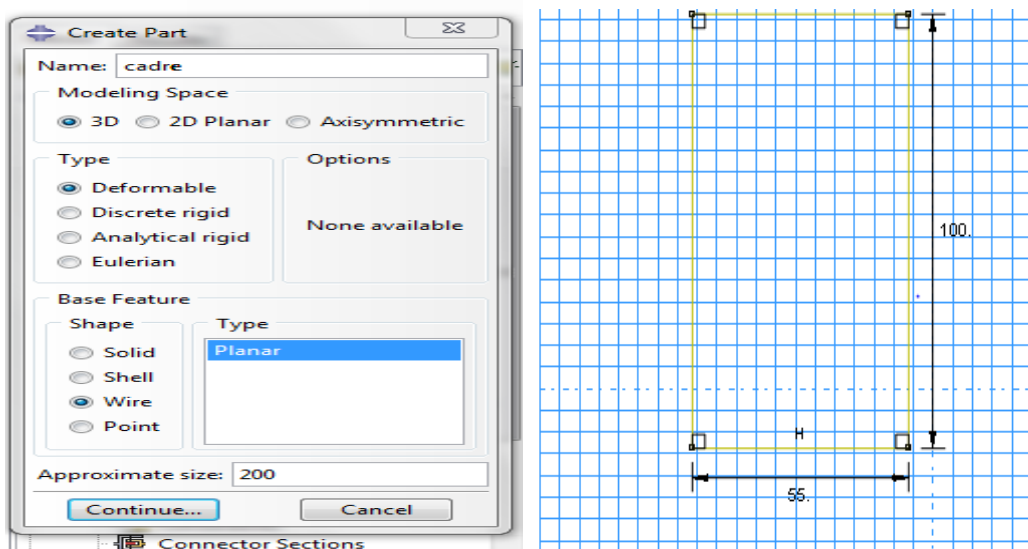 Create Part
Name: cadre
Modeling Space
3D 2D Planar Axisymmetric
Type
Deformable
Discrete rigid
Analytical rigid
Eulerian
Options
None available
Base Feature
Shape
Solid
Shell
Wire
Point
Type
Planar
Approximate size: 200
Continue... Cancel
Connector Sections
100.
H
55.